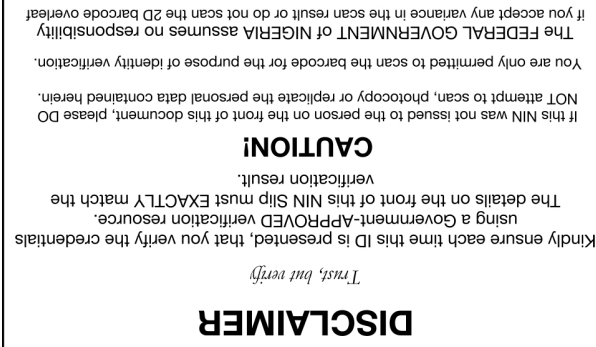 DISCLAIMER
Trust, but verify
Kindly ensure each time this ID is presented, that you verify the credentials
using a Government-APPROVED verification resource.
The details on the front of this NIN Slip must EXACTLY match the
verification result.
CAUTION!
If this NIN was not issued to the person on the front of this document, please DO
NOT attempt to scan, photocopy or replicate the personal data contained herein.
You are only permitted to scan the barcode for the purpose of identity verification.
The FEDERAL GOVERNMENT of NIGERIA assumes no responsibility
if you accept any variance in the scan result or do not scan the 2D barcode overleaf